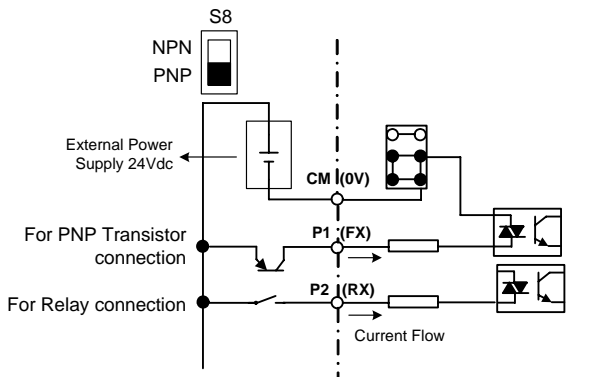 S8
NPN
PNP
External Power
Supply 24Vdc
CM (0V)
P1 (FX)
For PNP Transistor
connection
P2 (RX)
For Relay connection
Current Flow